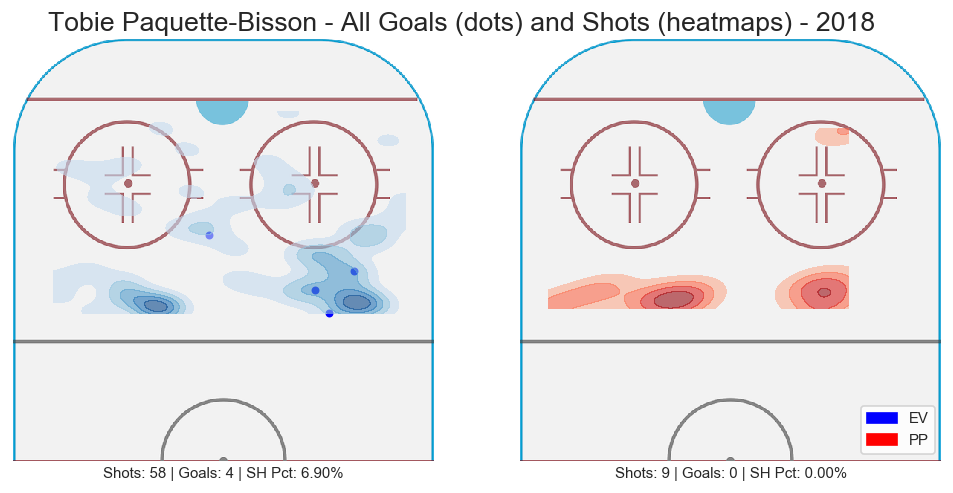 Tobie Paquette-Bisson - All Goals (dots) and Shots (heatmaps) - 2018
EV
PP
Shots: 58 | Goals: 4 | SH Pct: 6.90%
Shots: 9 | Goals: 0 | SH Pct: 0.00%